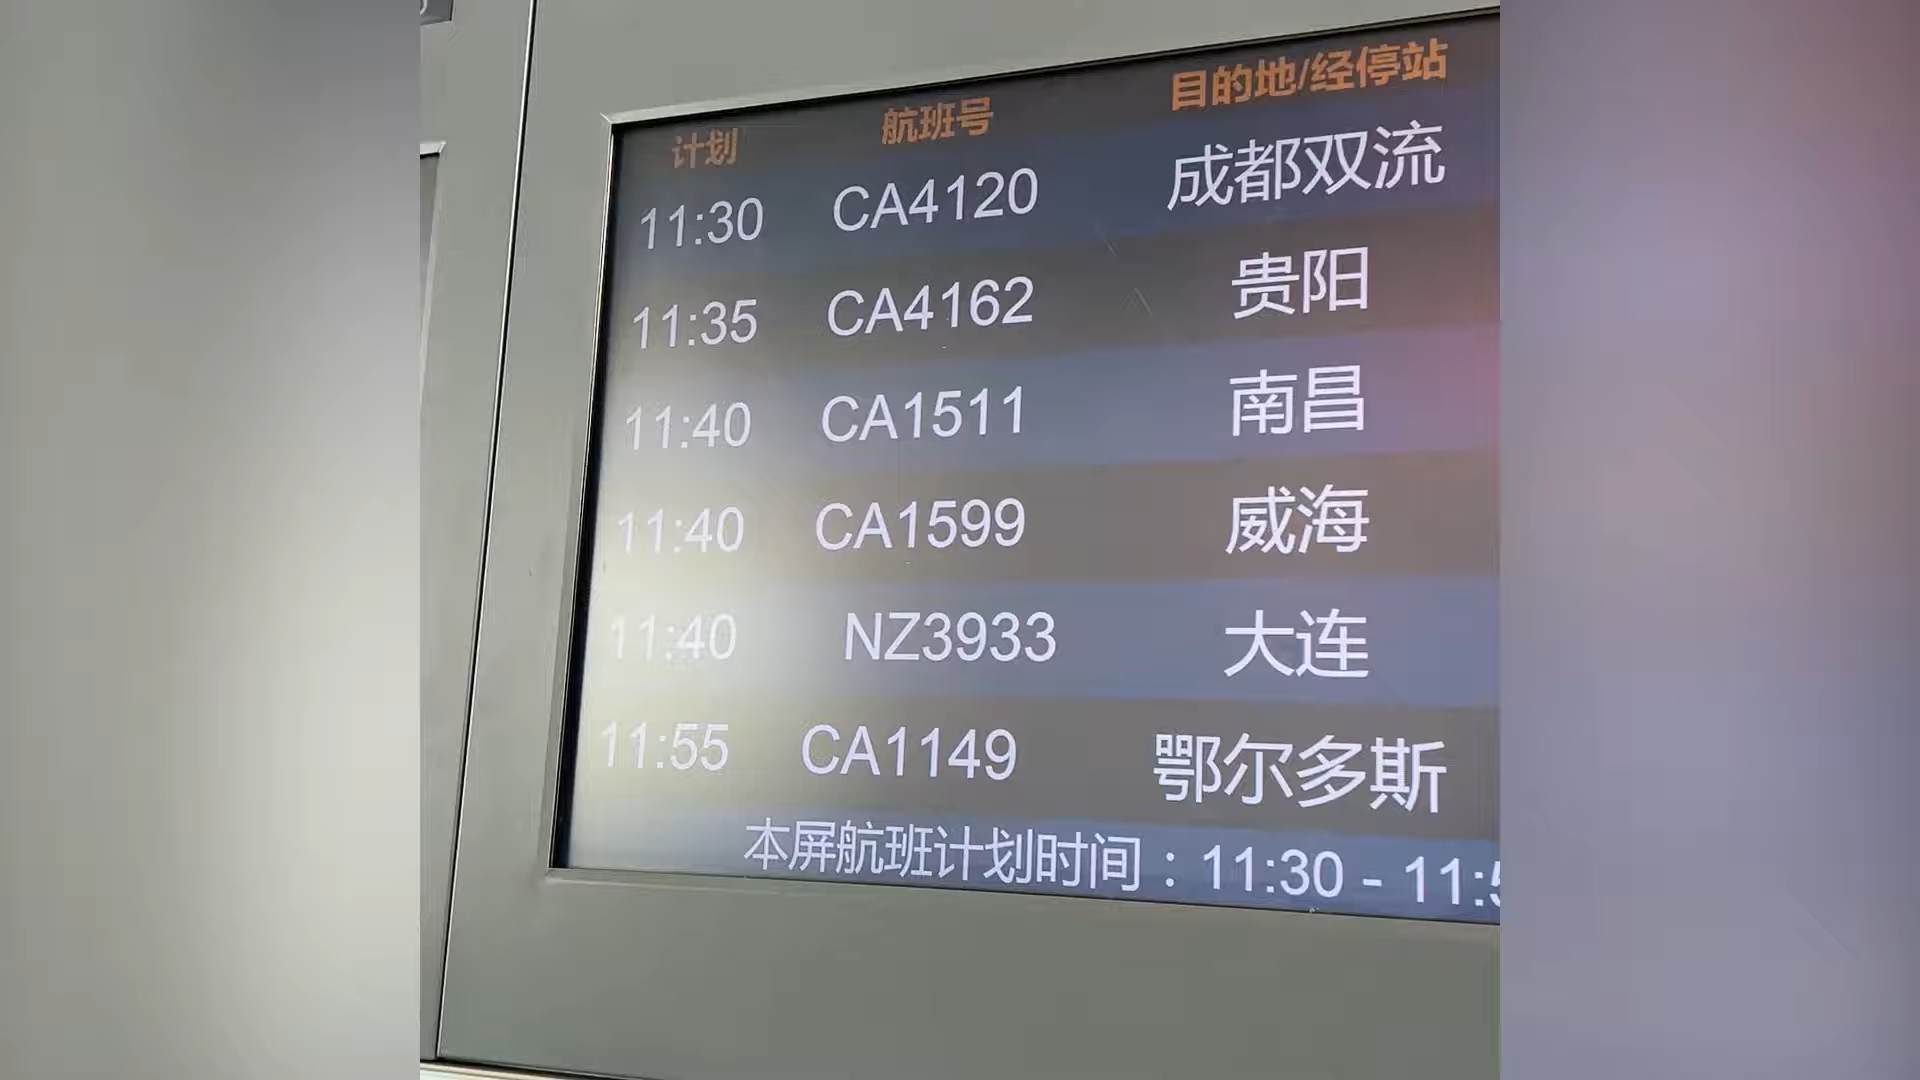 计划 航班号 目的地/经停站
11:30 CA4120 成都双流
11:35 CA4162 贵阳
11:40 CA1511 南昌
11:40 CA1599 威海
11:40 NZ3933 大连
11:55 CA1149 鄂尔多斯
本屏航班计划时间：11:30 - 11:5